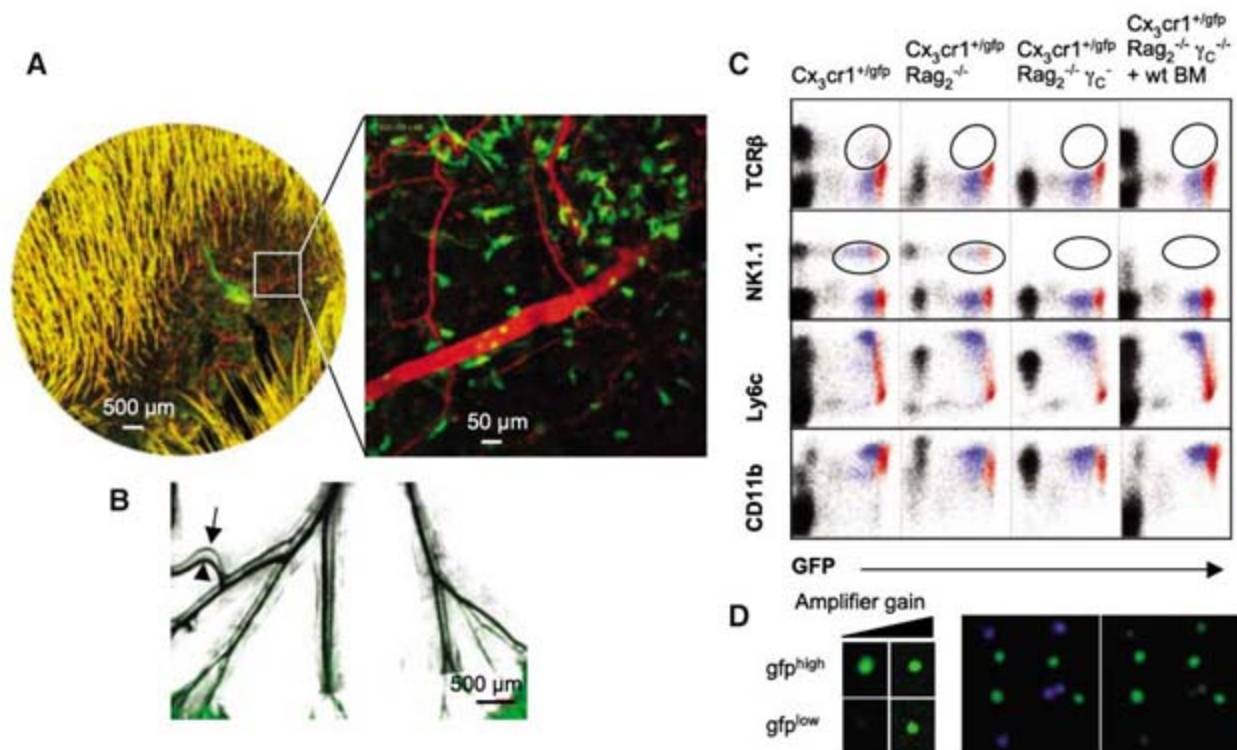 A
500 µm
50 µm
B
500 µm
C
Cx₃cr1⁺/ᵍᶠᵖ
Cx₃cr1⁺/ᵍᶠᵖ
Rag₂⁻/⁻
Cx₃cr1⁺/ᵍᶠᵖ
Rag₂⁻/⁻ γC⁻
Cx₃cr1⁺/ᵍᶠᵖ
Rag₂⁻/⁻ γC⁻/⁻
+ wt BM
TCRβ
NK1.1
Ly6c
CD11b
GFP
D
Amplifier gain
gfpʰⁱᵍʰ
gfpˡᵒʷ